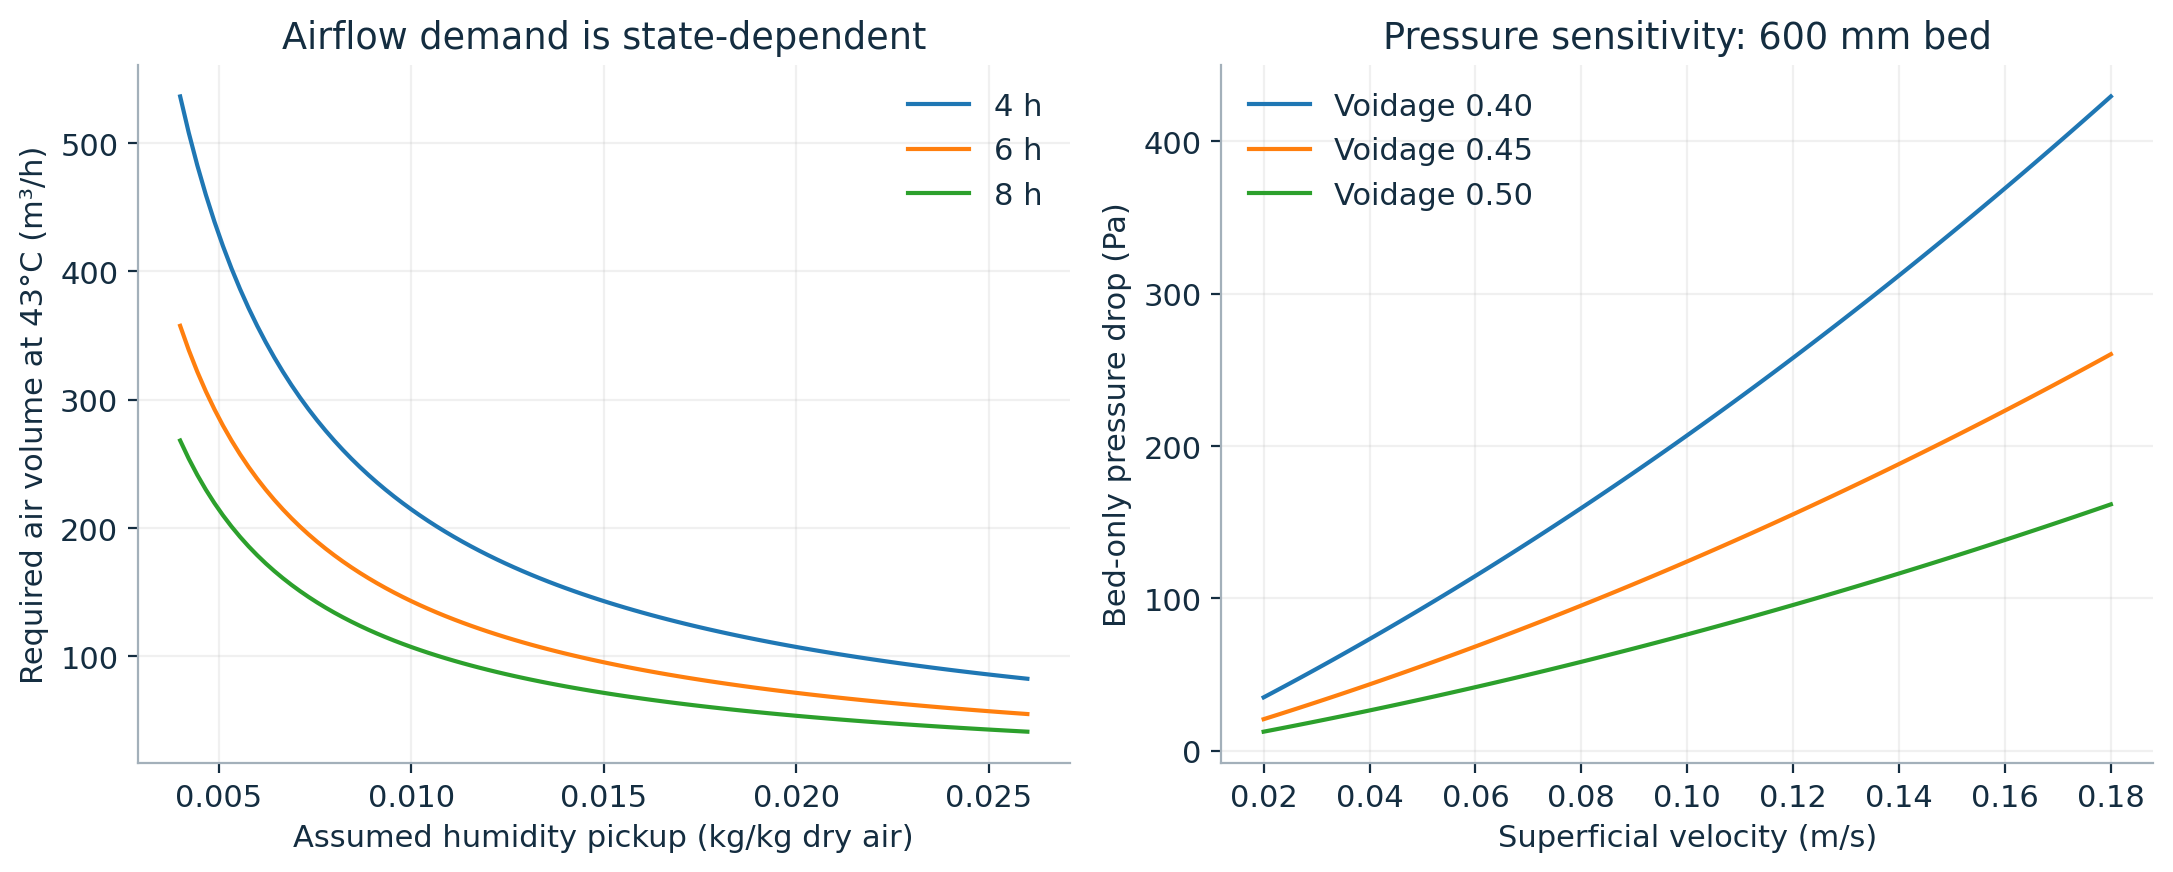 Airflow demand is state-dependent
Required air volume at 43°C (m³/h)
500
400
300
200
100
4 h
6 h
8 h
0.005 0.010 0.015 0.020 0.025
Assumed humidity pickup (kg/kg dry air)
Pressure sensitivity: 600 mm bed
Bed-only pressure drop (Pa)
400
300
200
100
0
Voidage 0.40
Voidage 0.45
Voidage 0.50
0.02 0.04 0.06 0.08 0.10 0.12 0.14 0.16 0.18
Superficial velocity (m/s)